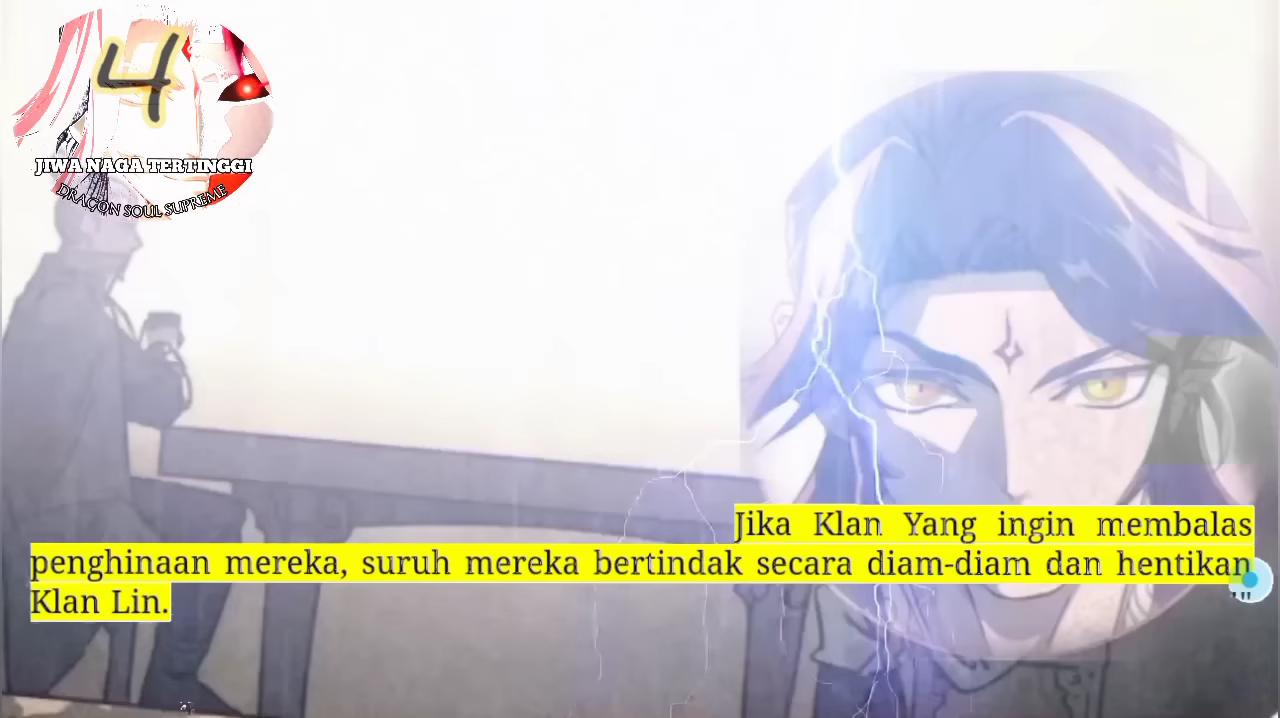 4
JIWA NAGA TERTINGGI
DRAGON SOUL SUPREME
Jika Klan Yang ingin membalas
penghinaan mereka, suruh mereka bertindak secara diam-diam dan hentikan
Klan Lin.
"